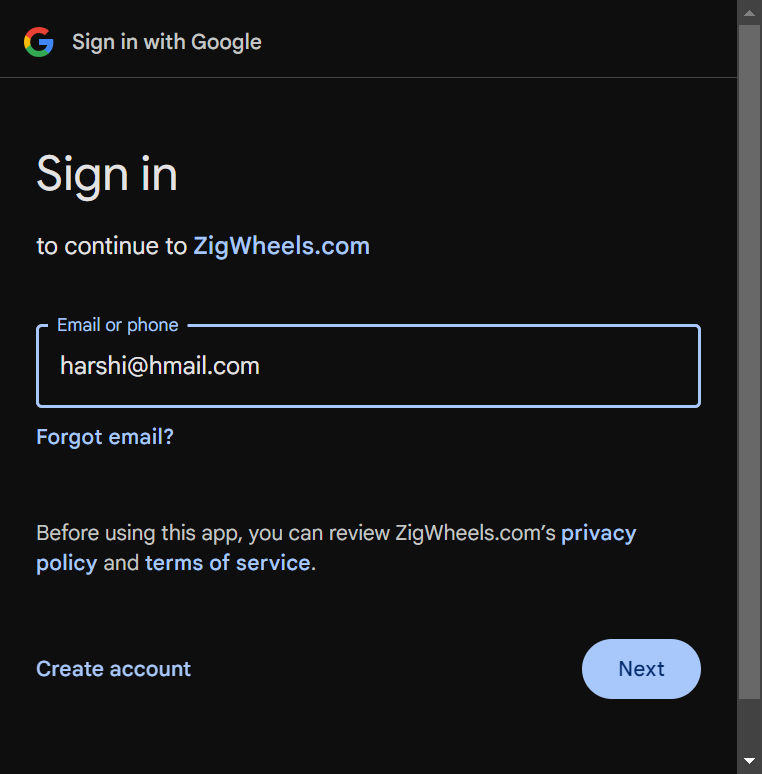 Sign in with Google
Sign in
to continue to ZigWheels.com
Email or phone
harshi@hmail.com
Forgot email?
Before using this app, you can review ZigWheels.com’s privacy
policy and terms of service.
Create account
Next